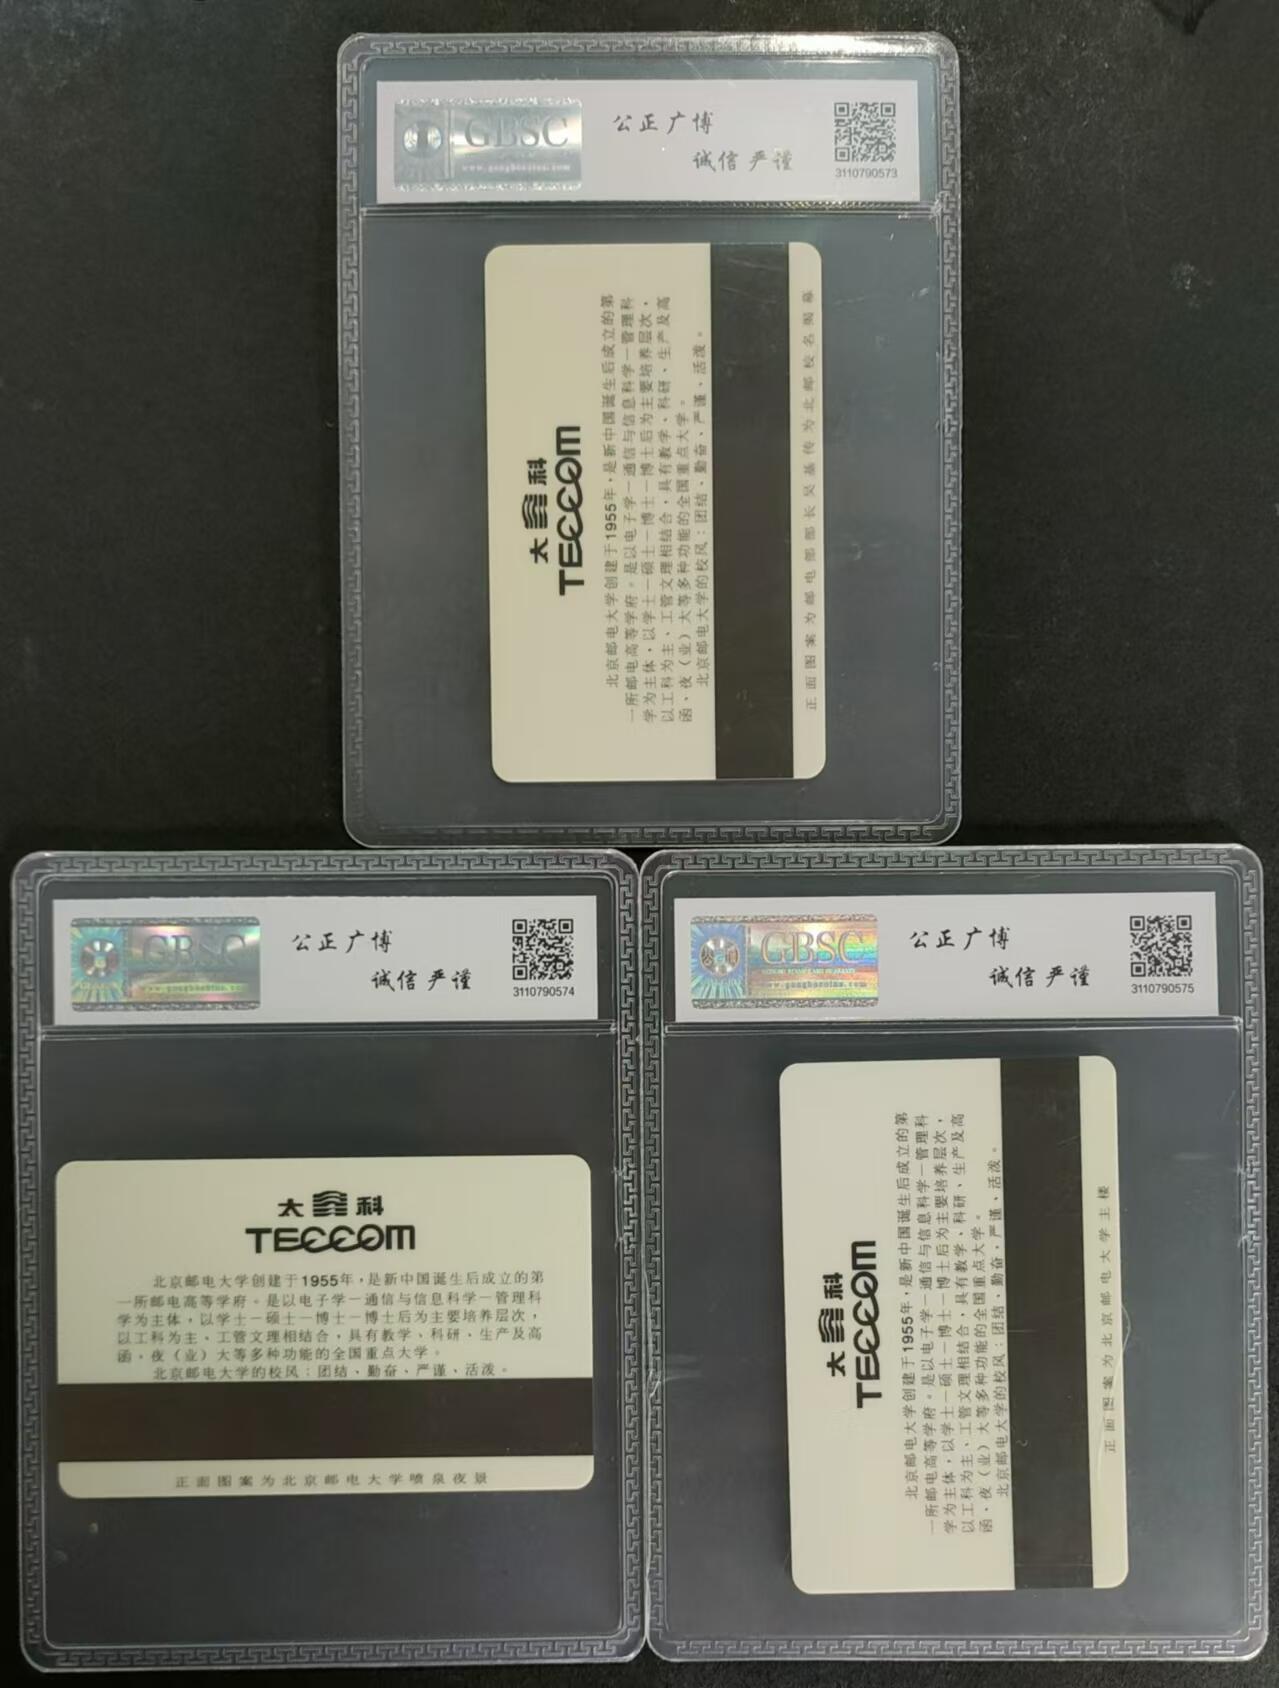 GBSC
www.gongbocoins.com
公正广博
诚信严谨
3110790573
太 科
TECCOM
北京邮电大学创建于1955年，是新中国诞生后成立的第
一所邮电高等学府。是以电子学－通信与信息科学－管理科
学为主体，以学士－硕士－博士－博士后为主要培养层次，
以工科为主、工管文理相结合，具有教学、科研、生产及高
函、夜（业）大等多种功能的全国重点大学。
北京邮电大学的校风：团结、勤奋、严谨、活泼。
正面图案为邮电部部长吴基传为北邮校名揭幕
GBSC
公正广博
诚信严谨
3110790574
太 科
TECCOM
北京邮电大学创建于1955年，是新中国诞生后成立的第
一所邮电高等学府。是以电子学－通信与信息科学－管理科
学为主体，以学士－硕士－博士－博士后为主要培养层次，
以工科为主、工管文理相结合，具有教学、科研、生产及高
函、夜（业）大等多种功能的全国重点大学。
北京邮电大学的校风：团结、勤奋、严谨、活泼。
正面图案为北京邮电大学喷泉夜景
GBSC
公正广博
诚信严谨
3110790575
太 科
TECCOM
北京邮电大学创建于1955年，是新中国诞生后成立的第
一所邮电高等学府。是以电子学－通信与信息科学－管理科
学为主体，以学士－硕士－博士－博士后为主要培养层次，
以工科为主、工管文理相结合，具有教学、科研、生产及高
函、夜（业）大等多种功能的全国重点大学。
北京邮电大学的校风：团结、勤奋、严谨、活泼。
正面图案为北京邮电大学主楼